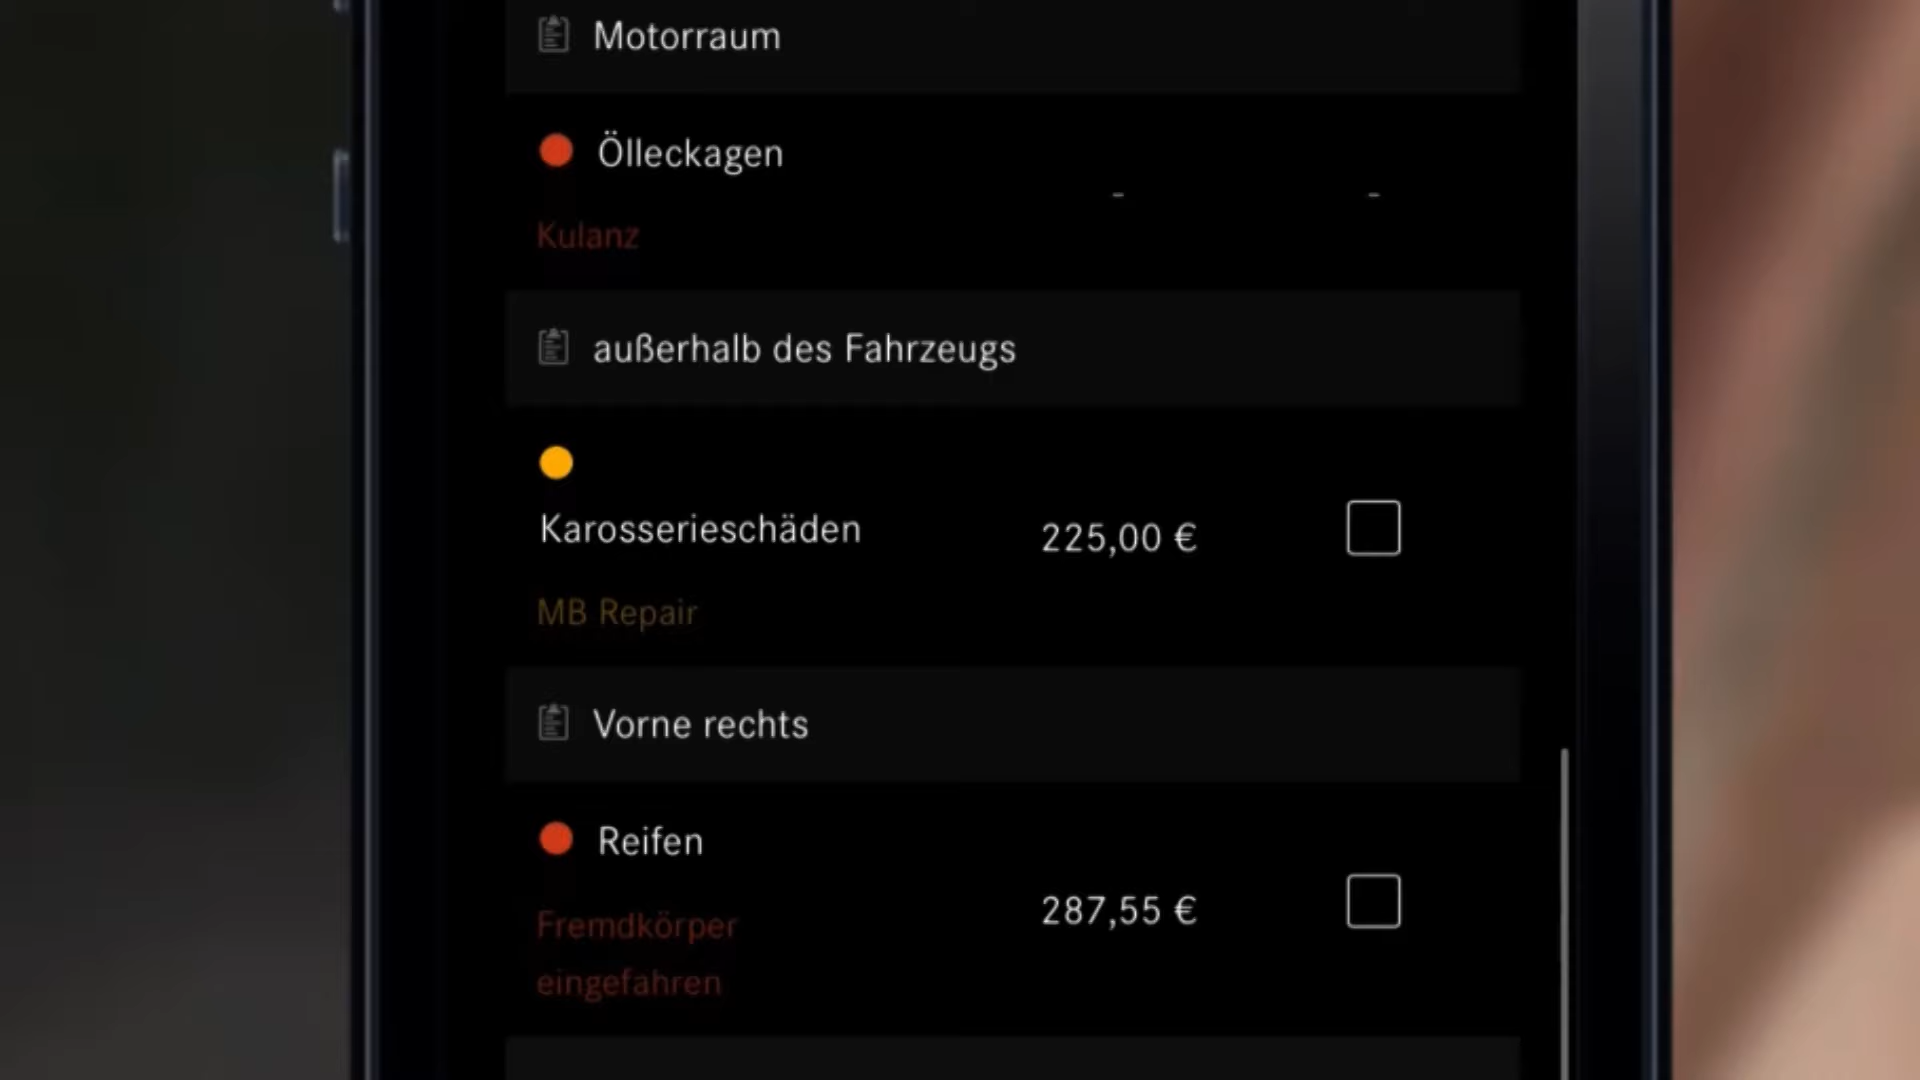 Motorraum
Ölleckagen
- -
Kulanz
außerhalb des Fahrzeugs
Karosserieschäden
225,00 €
MB Repair
Vorne rechts
Reifen
287,55 €
Fremdkörper
eingefahren